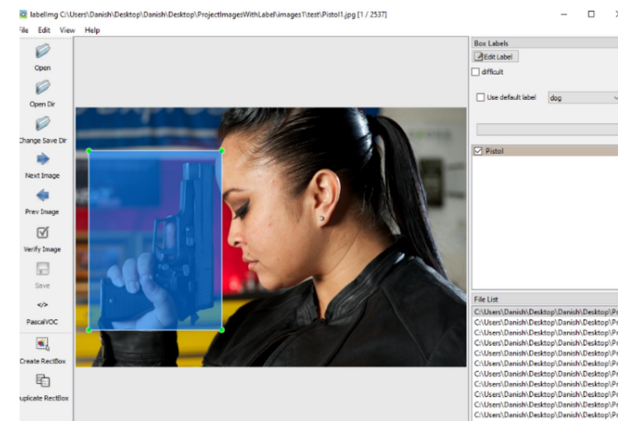 labelImg C:\Users\Danish\Desktop\Danish\Desktop\ProjectImagesWithLabel\images1\test\Pistol1.jpg [1 / 2537]
File Edit View Help
Open
Open Dir
Change Save Dir
Next Image
Prev Image
Verify Image
Save
</>
PascalVOC
Create RectBox
uplicate RectBox
Box Labels
Edit Label
difficult
Use default label dog
Pistol
File List
C:\Users\Danish\Desktop\Danish\Desktop\Pr
C:\Users\Danish\Desktop\Danish\Desktop\Pr
C:\Users\Danish\Desktop\Danish\Desktop\Pr
C:\Users\Danish\Desktop\Danish\Desktop\Pr
C:\Users\Danish\Desktop\Danish\Desktop\Pr
C:\Users\Danish\Desktop\Danish\Desktop\Pr
C:\Users\Danish\Desktop\Danish\Desktop\Pr
C:\Users\Danish\Desktop\Danish\Desktop\Pr
C:\Users\Danish\Desktop\Danish\Desktop\Pr
C:\Users\Danish\Desktop\Danish\Desktop\Pr
C:\Users\Danish\Desktop\Danish\Desktop\Pr